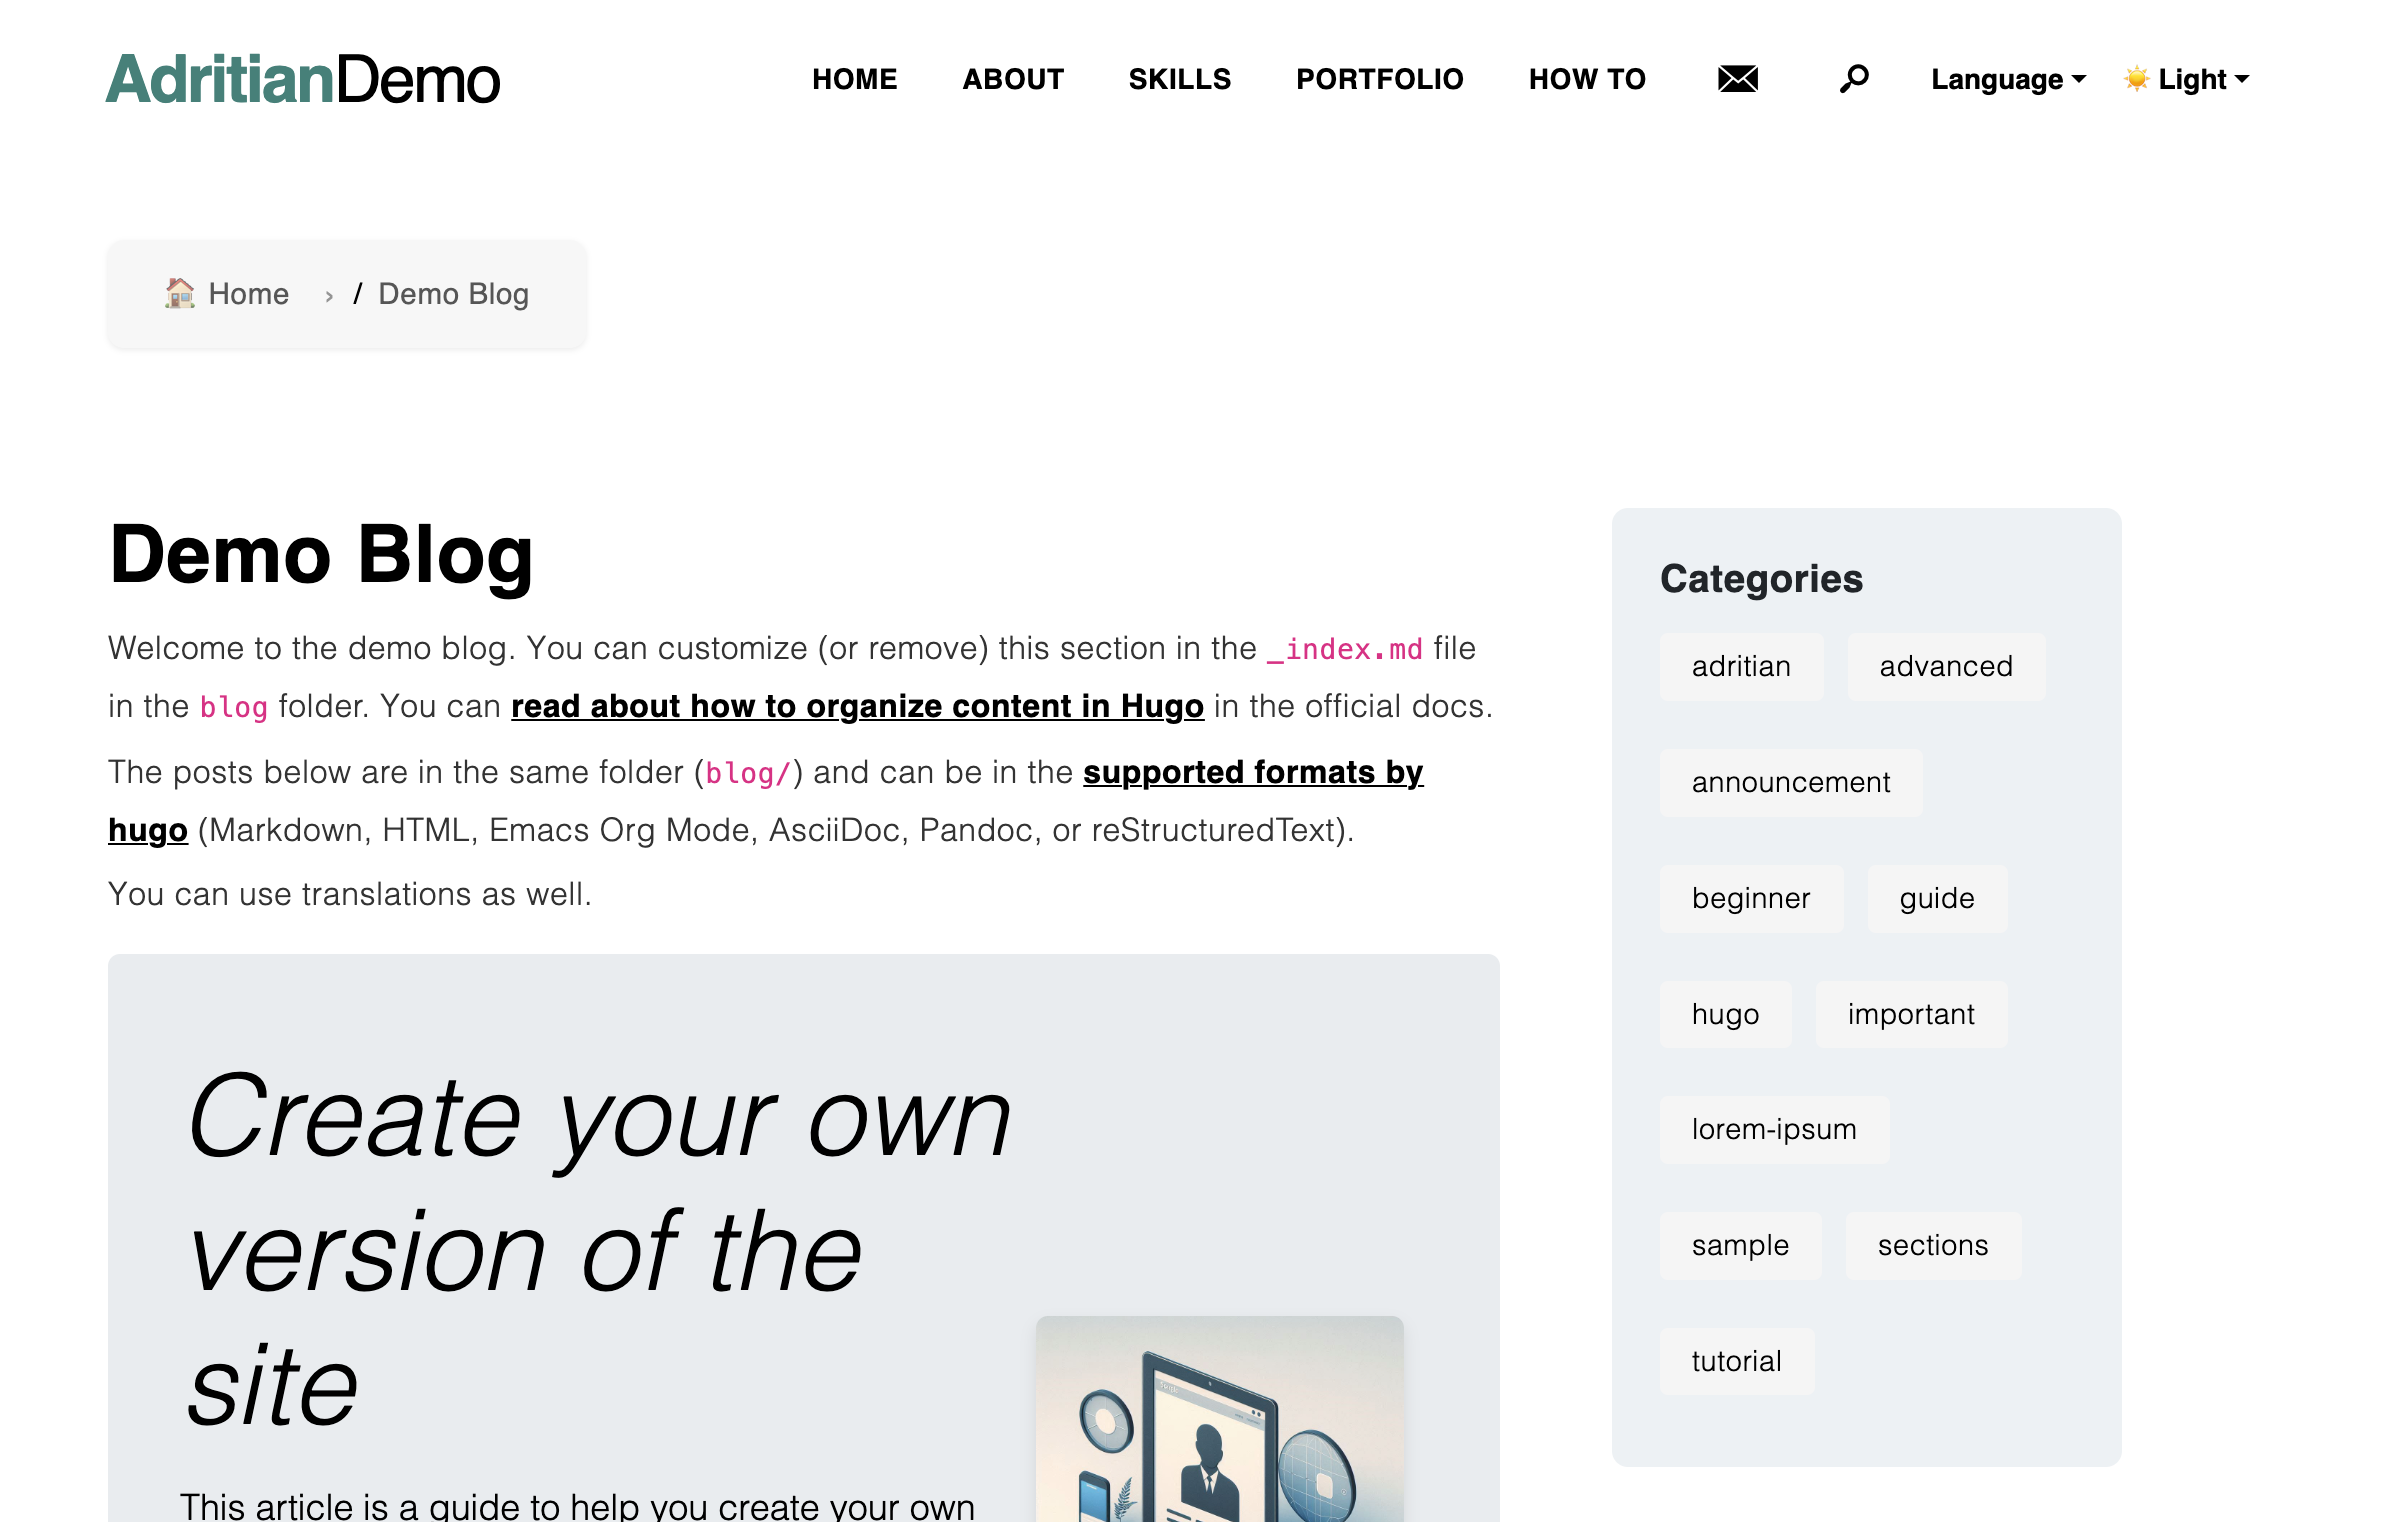 AdritianDemo
HOME ABOUT SKILLS PORTFOLIO HOW TO Language Light
Home › / Demo Blog
Demo Blog
Welcome to the demo blog. You can customize (or remove) this section in the _index.md file
in the blog folder. You can read about how to organize content in Hugo in the official docs.
The posts below are in the same folder (blog/) and can be in the supported formats by
hugo (Markdown, HTML, Emacs Org Mode, AsciiDoc, Pandoc, or reStructuredText).
You can use translations as well.
Create your own
version of the
site
This article is a guide to help you create your own
Categories
adritian advanced
announcement
beginner guide
hugo important
lorem-ipsum
sample sections
tutorial